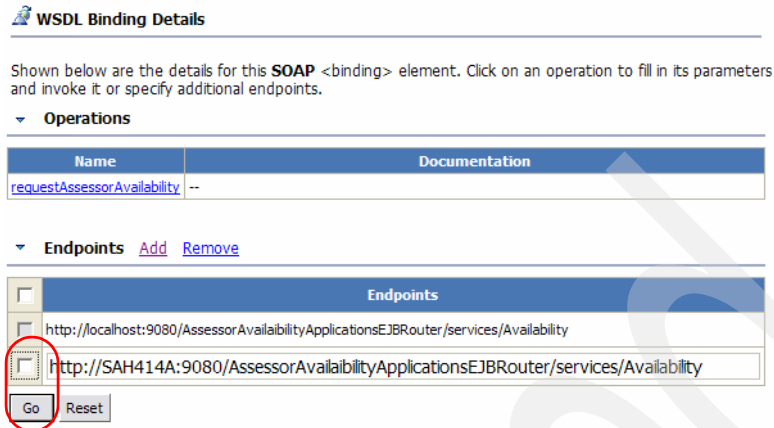 WSDL Binding Details
Shown below are the details for this SOAP <binding> element. Click on an operation to fill in its parameters
and invoke it or specify additional endpoints.
Operations
Name Documentation
requestAssessorAvailability --
Endpoints Add Remove
Endpoints
http://localhost:9080/AssessorAvailaibilityApplicationsEJBRouter/services/Availability
http://SAH414A:9080/AssessorAvailaibilityApplicationsEJBRouter/services/Availability
Go Reset